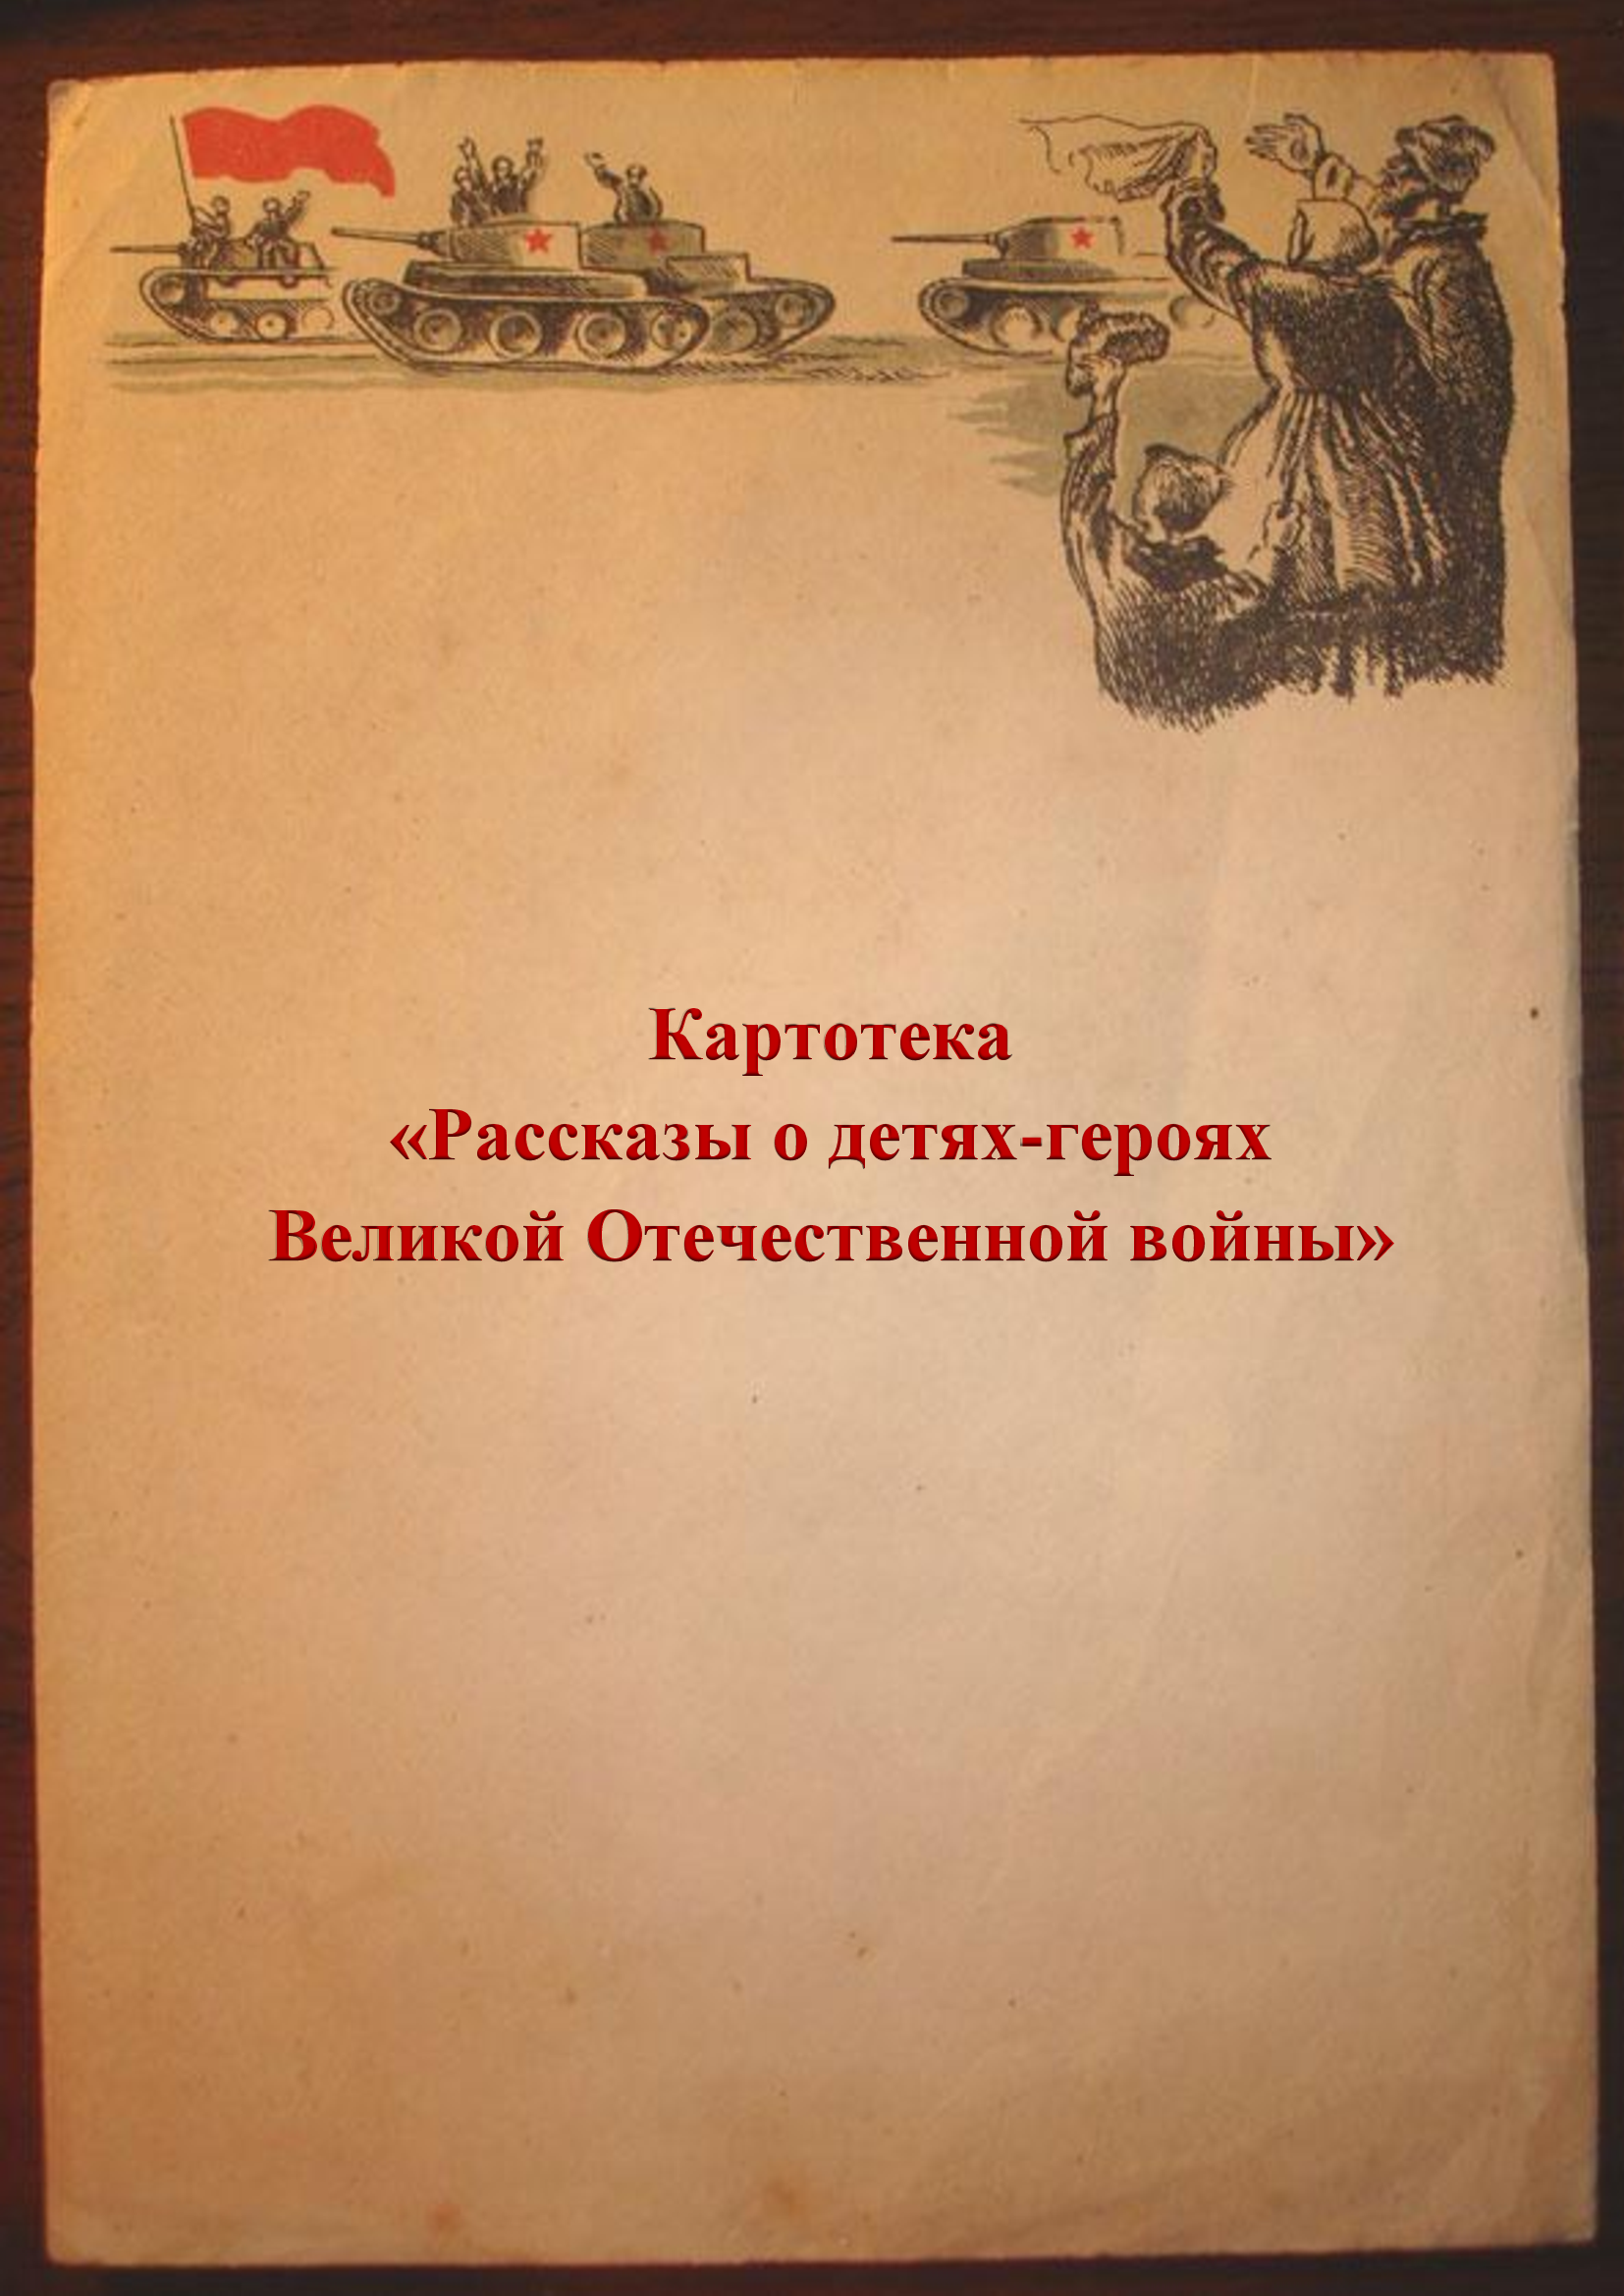 Картотека
«Рассказы о детях-героях
Великой Отечественной войны»